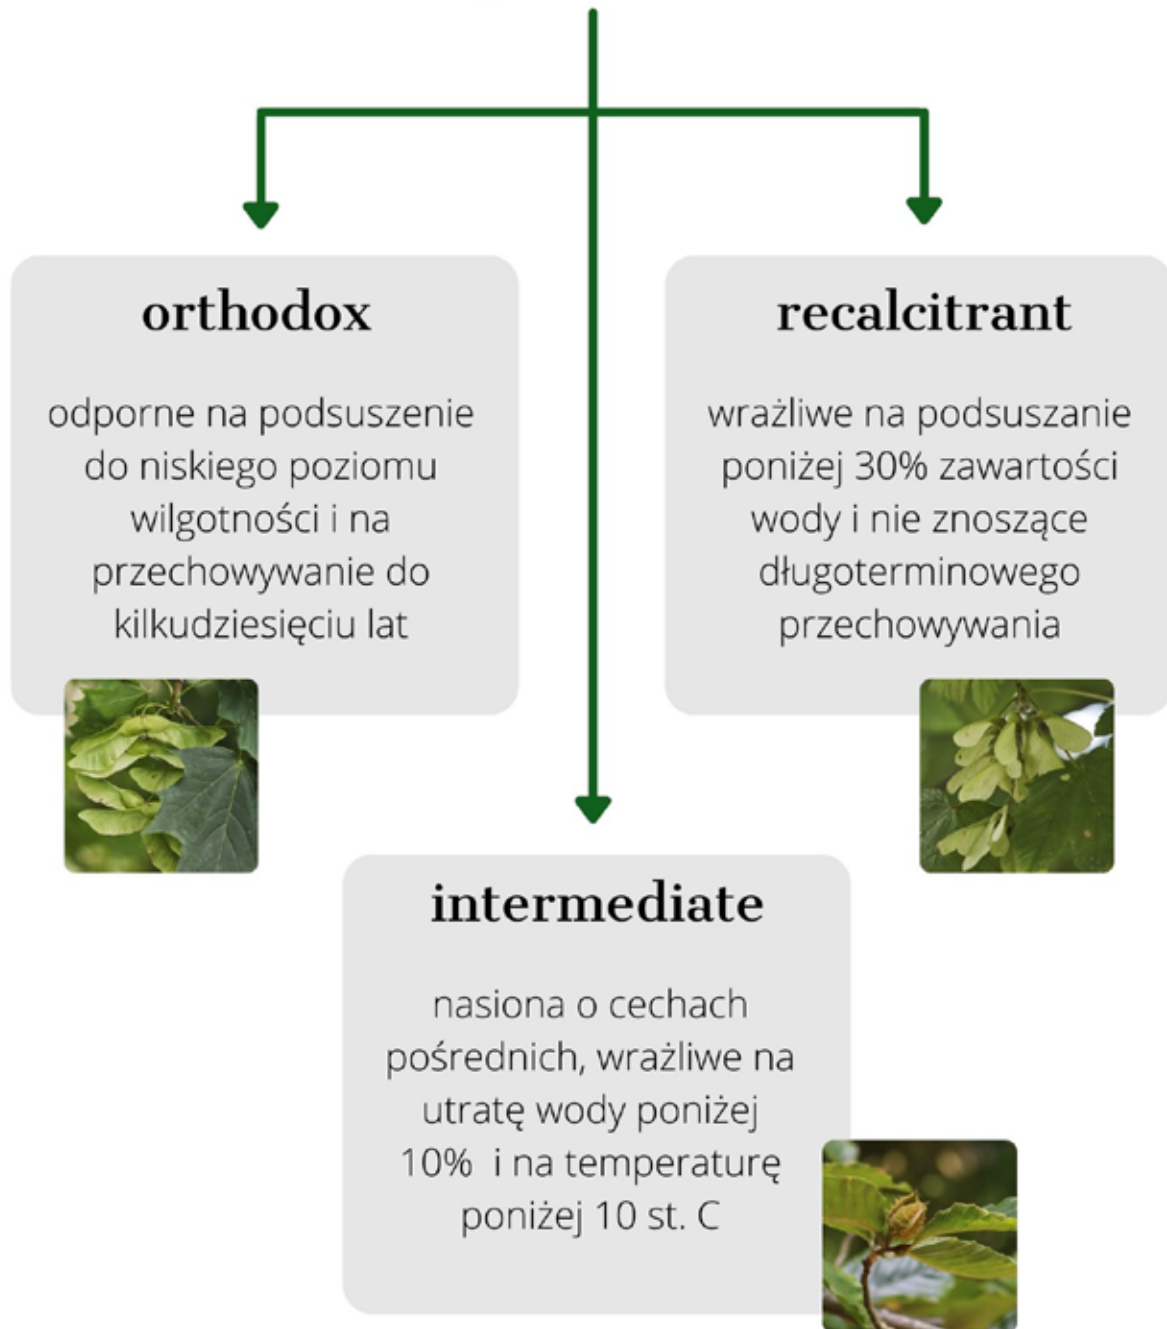 orthodox
odporne na podsuszenie
do niskiego poziomu
wilgotności i na
przechowywanie do
kilkudziesięciu lat
recalcitrant
wrażliwe na podsuszanie
poniżej 30% zawartości
wody i nie znoszące
długoterminowego
przechowywania
intermediate
nasiona o cechach
pośrednich, wrażliwe na
utratę wody poniżej
10% i na temperaturę
poniżej 10 st. C